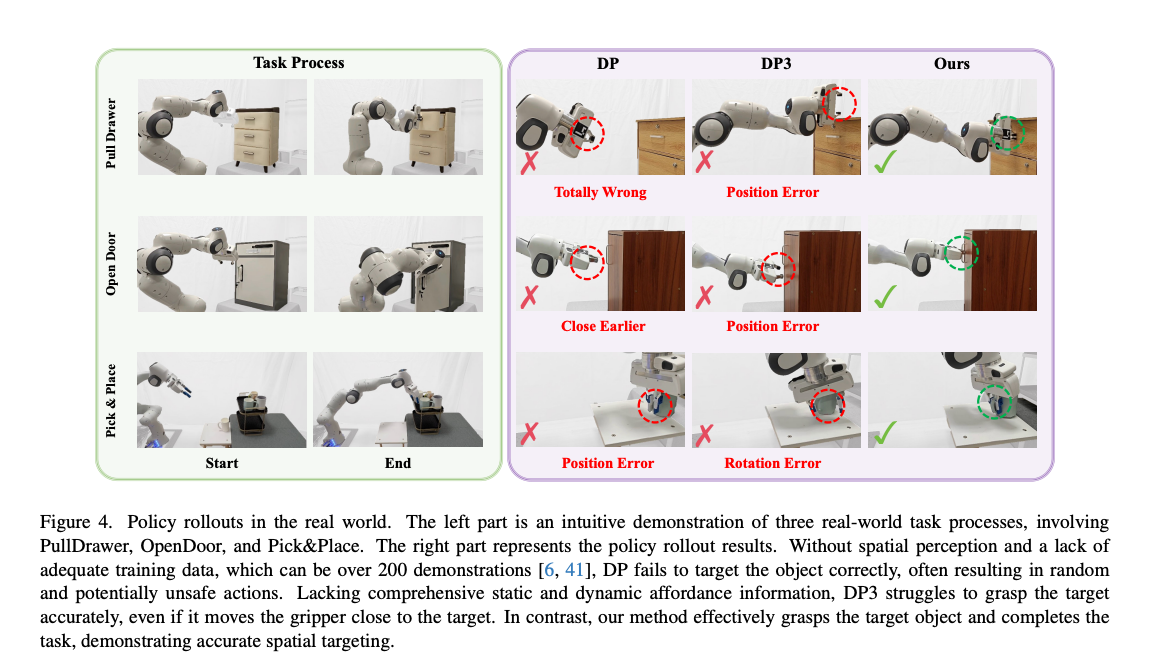 Task Process
DP
DP3
Ours
Pull Drawer
Totally Wrong
Position Error
Open Door
Close Earlier
Position Error
Pick & Place
Position Error
Rotation Error
Start
End
Figure 4. Policy rollouts in the real world. The left part is an intuitive demonstration of three real-world task processes, involving
PullDrawer, OpenDoor, and Pick&Place. The right part represents the policy rollout results. Without spatial perception and a lack of
adequate training data, which can be over 200 demonstrations [6, 41], DP fails to target the object correctly, often resulting in random
and potentially unsafe actions. Lacking comprehensive static and dynamic affordance information, DP3 struggles to grasp the target
accurately, even if it moves the gripper close to the target. In contrast, our method effectively grasps the target object and completes the
task, demonstrating accurate spatial targeting.